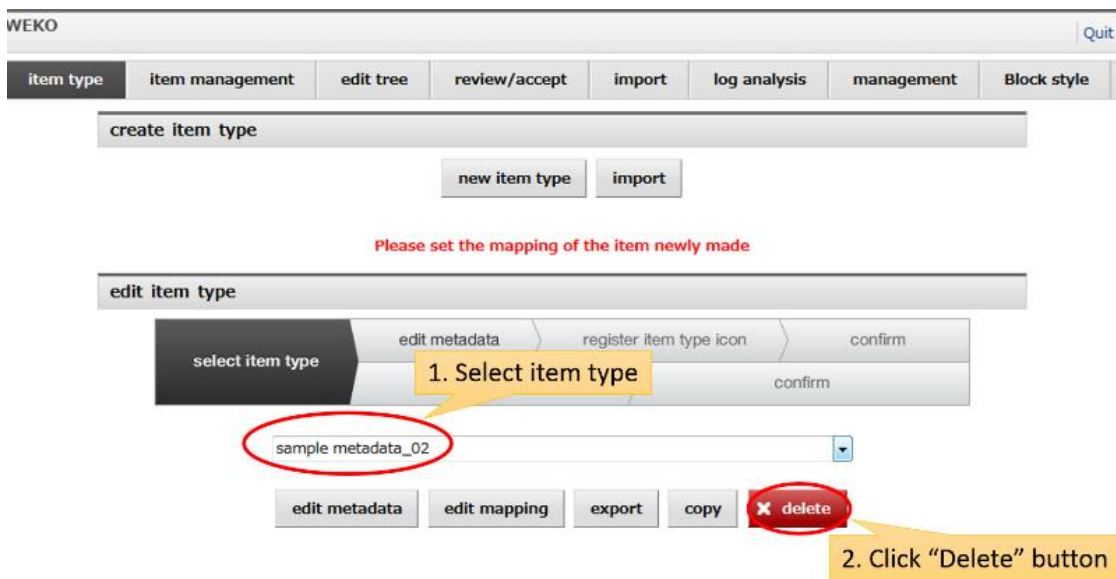 WEKO
Quit
item type item management edit tree review/accept import log analysis management Block style
create item type
new item type import
Please set the mapping of the item newly made
edit item type
select item type
edit metadata register item type icon confirm
1. Select item type
confirm
sample metadata_02
edit metadata edit mapping export copy delete
2. Click “Delete” button